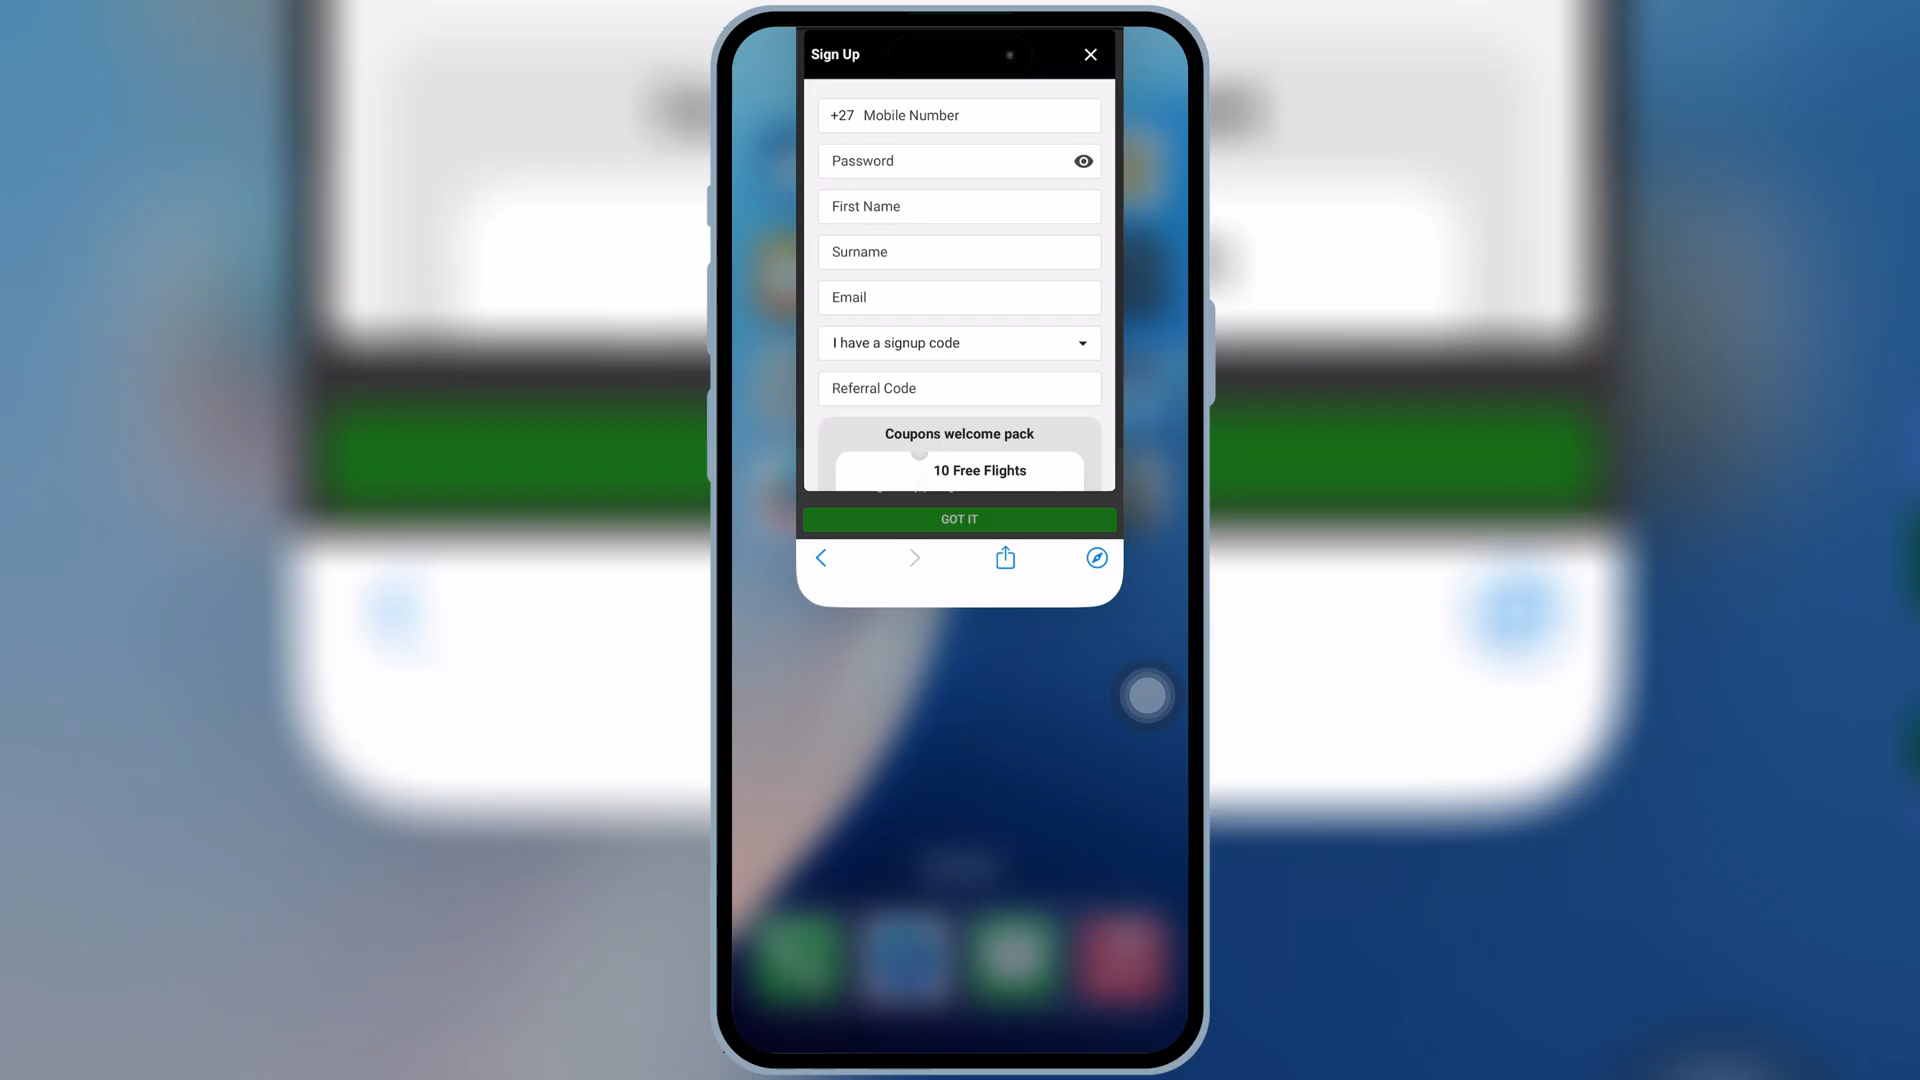 Sign Up
+27 Mobile Number
Password
First Name
Surname
Email
I have a signup code
Referral Code
Coupons welcome pack
10 Free Flights
GOT IT